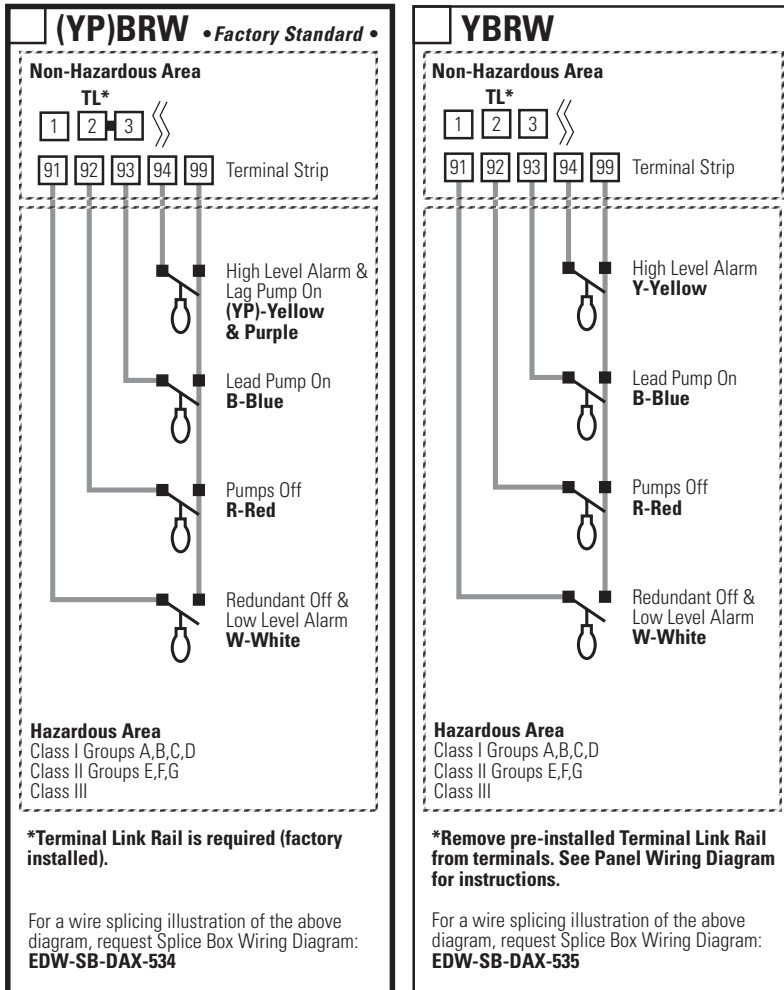 (YP)BRW • Factory Standard •
Non-Hazardous Area
TL*
1 2 3
91 92 93 94 99 Terminal Strip
High Level Alarm &
Lag Pump On
(YP)-Yellow
& Purple
Lead Pump On
B-Blue
Pumps Off
R-Red
Redundant Off &
Low Level Alarm
W-White
Hazardous Area
Class I Groups A,B,C,D
Class II Groups E,F,G
Class III
*Terminal Link Rail is required (factory
installed).
For a wire splicing illustration of the above
diagram, request Splice Box Wiring Diagram:
EDW-SB-DAX-534
YBRW
Non-Hazardous Area
TL*
1 2 3
91 92 93 94 99 Terminal Strip
High Level Alarm
Y-Yellow
Lead Pump On
B-Blue
Pumps Off
R-Red
Redundant Off &
Low Level Alarm
W-White
Hazardous Area
Class I Groups A,B,C,D
Class II Groups E,F,G
Class III
*Remove pre-installed Terminal Link Rail
from terminals. See Panel Wiring Diagram
for instructions.
For a wire splicing illustration of the above
diagram, request Splice Box Wiring Diagram:
EDW-SB-DAX-535